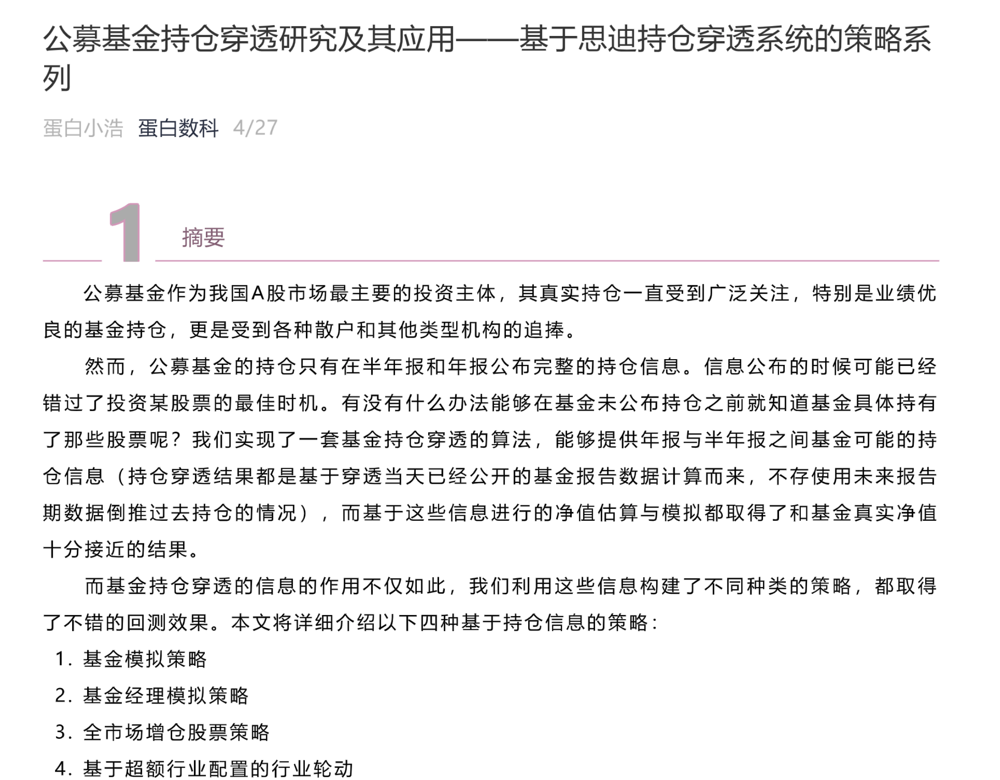 公募基金持仓穿透研究及其应用——基于思迪持仓穿透系统的策略系
列
蛋白小浩 蛋白数科 4/27
1 摘要
公募基金作为我国A股市场最主要的投资主体，其真实持仓一直受到广泛关注，特别是业绩优
良的基金持仓，更是受到各种散户和其他类型机构的追捧。
然而，公募基金的持仓只有在半年报和年报公布完整的持仓信息。信息公布的时候可能已经
错过了投资某股票的最佳时机。有没有什么办法能够在基金未公布持仓之前就知道基金具体持有
了那些股票呢？我们实现了一套基金持仓穿透的算法，能够提供年报与半年报之间基金可能的持
仓信息（持仓穿透结果都是基于穿透当天已经公开的基金报告数据计算而来，不存使用未来报告
期数据倒推过去持仓的情况），而基于这些信息进行的净值估算与模拟都取得了和基金真实净值
十分接近的结果。
而基金持仓穿透的信息的作用不仅如此，我们利用这些信息构建了不同种类的策略，都取得
了不错的回测效果。本文将详细介绍以下四种基于持仓信息的策略：
1. 基金模拟策略
2. 基金经理模拟策略
3. 全市场增仓股票策略
4. 基于超额行业配置的行业轮动